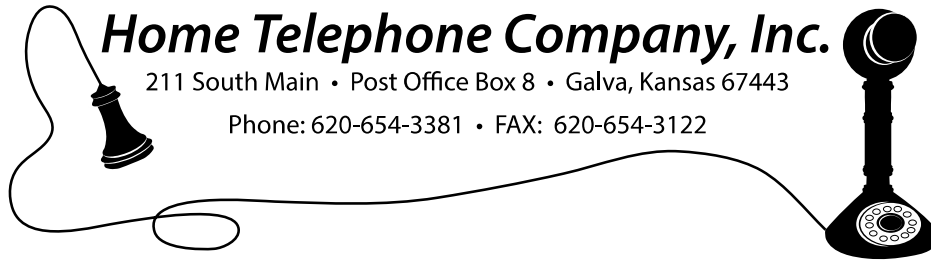 Home Telephone Company, Inc.
211 South Main • Post Office Box 8 • Galva, Kansas 67443
Phone: 620-654-3381 • FAX: 620-654-3122